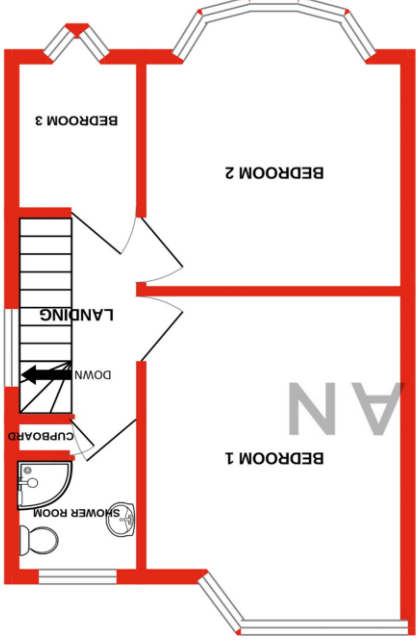 SHOWER ROOM
BEDROOM 1
CUPBOARD
AN
DOWN
LANDING
BEDROOM 2
BEDROOM 3